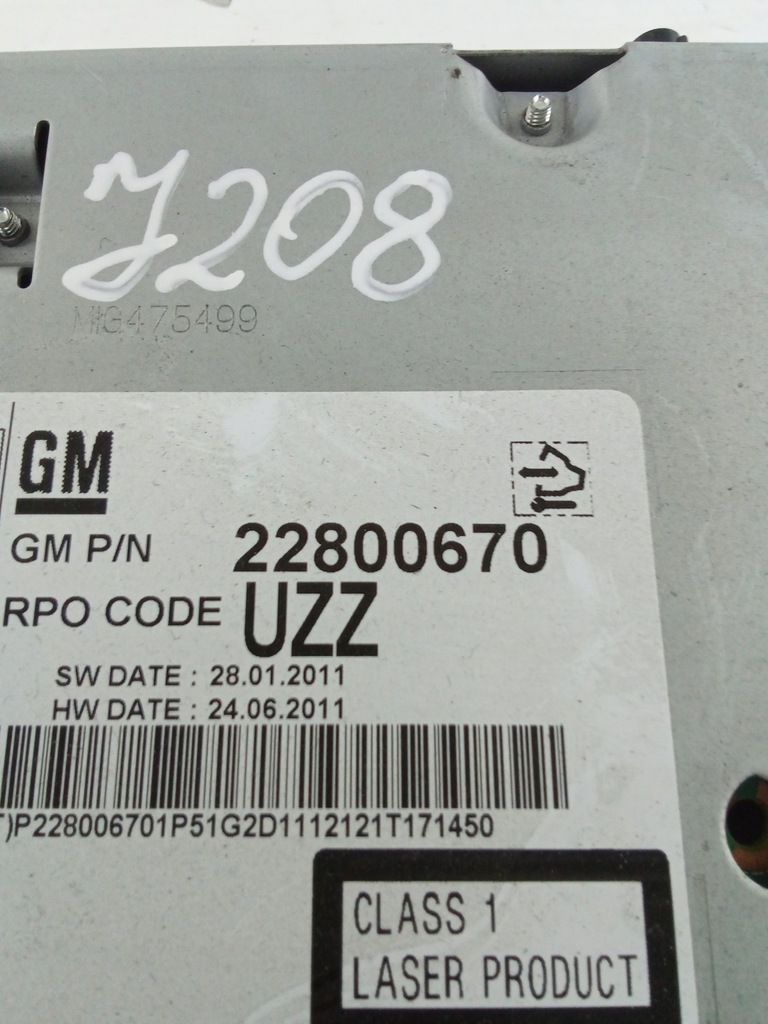 J208
MIG475499
GM
GM P/N 22800670
RPO CODE UZZ
SW DATE : 28.01.2011
HW DATE : 24.06.2011
)P228006701P51G2D1112121T171450
CLASS 1
LASER PRODUCT